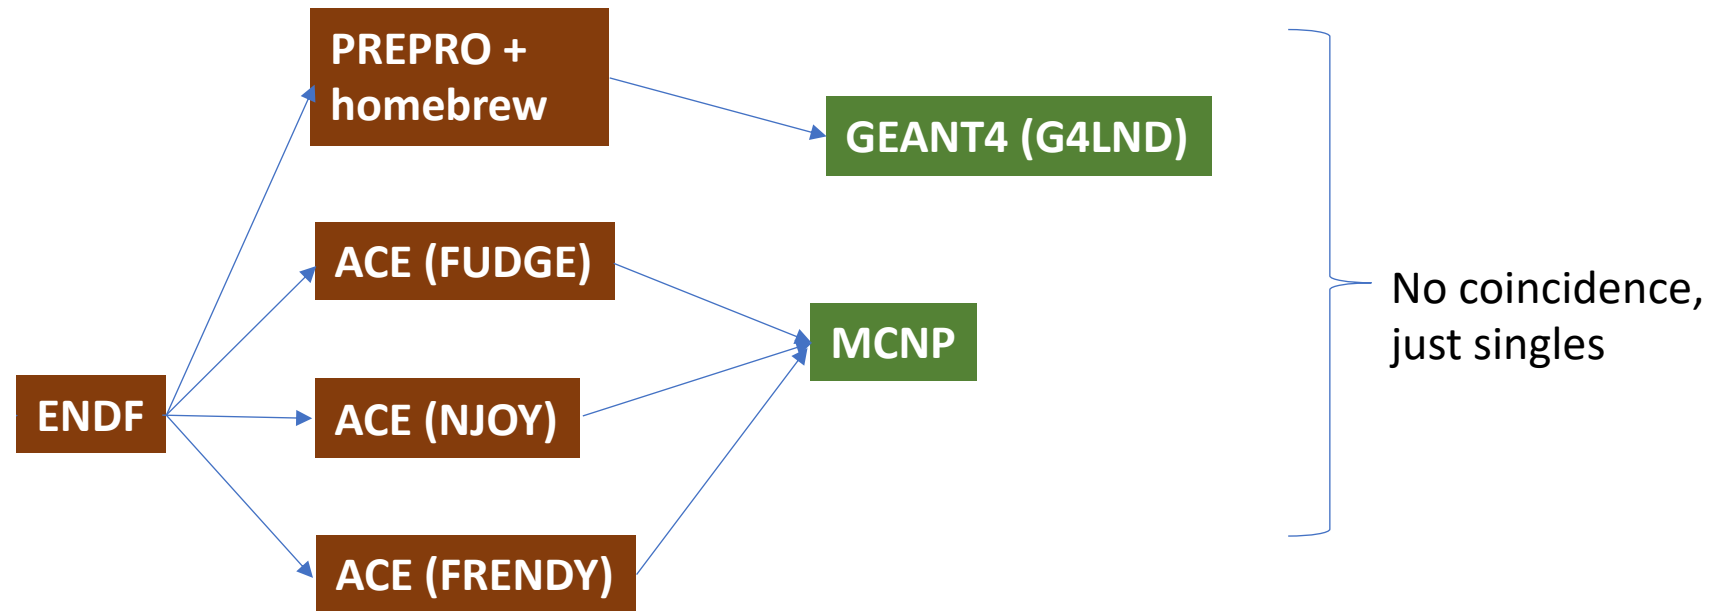 PREPRO +
homebrew
GEANT4 (G4LND)
ACE (FUDGE)
MCNP
No coincidence,
just singles
ENDF
ACE (NJOY)
ACE (FRENDY)